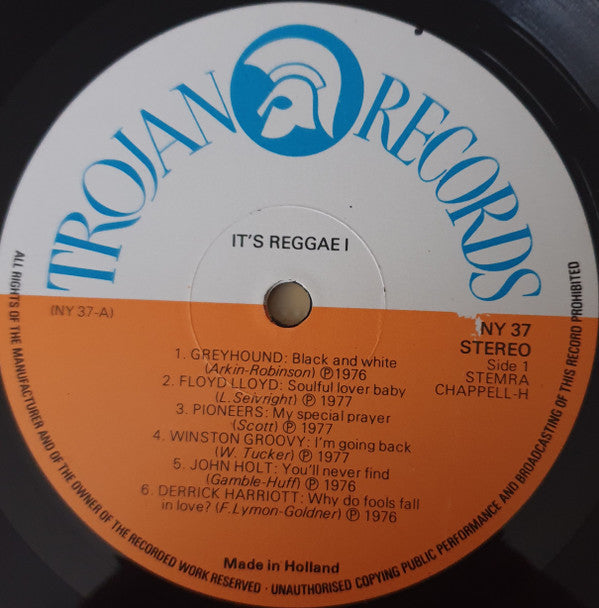 TROJAN RECORDS
IT'S REGGAE I
(NY 37-A)
NY 37
STEREO
Side 1
STEMRA
CHAPPELL-H
1. GREYHOUND: Black and white
(Arkin-Robinson) Ⓟ 1976
2. FLOYD LLOYD: Soulful lover baby
(L. Seivright) Ⓟ 1977
3. PIONEERS: My special prayer
(Scott) Ⓟ 1977
4. WINSTON GROOVY: I'm going back
(W. Tucker) Ⓟ 1977
5. JOHN HOLT: You'll never find
(Gamble-Huff) Ⓟ 1976
6. DERRICK HARRIOTT: Why do fools fall
in love? (F. Lymon-Goldner) Ⓟ 1976
Made in Holland
ALL RIGHTS OF THE MANUFACTURER AND OF THE OWNER OF THE RECORDED WORK RESERVED · UNAUTHORISED COPYING PUBLIC PERFORMANCE AND BROADCASTING OF THIS RECORD PROHIBITED